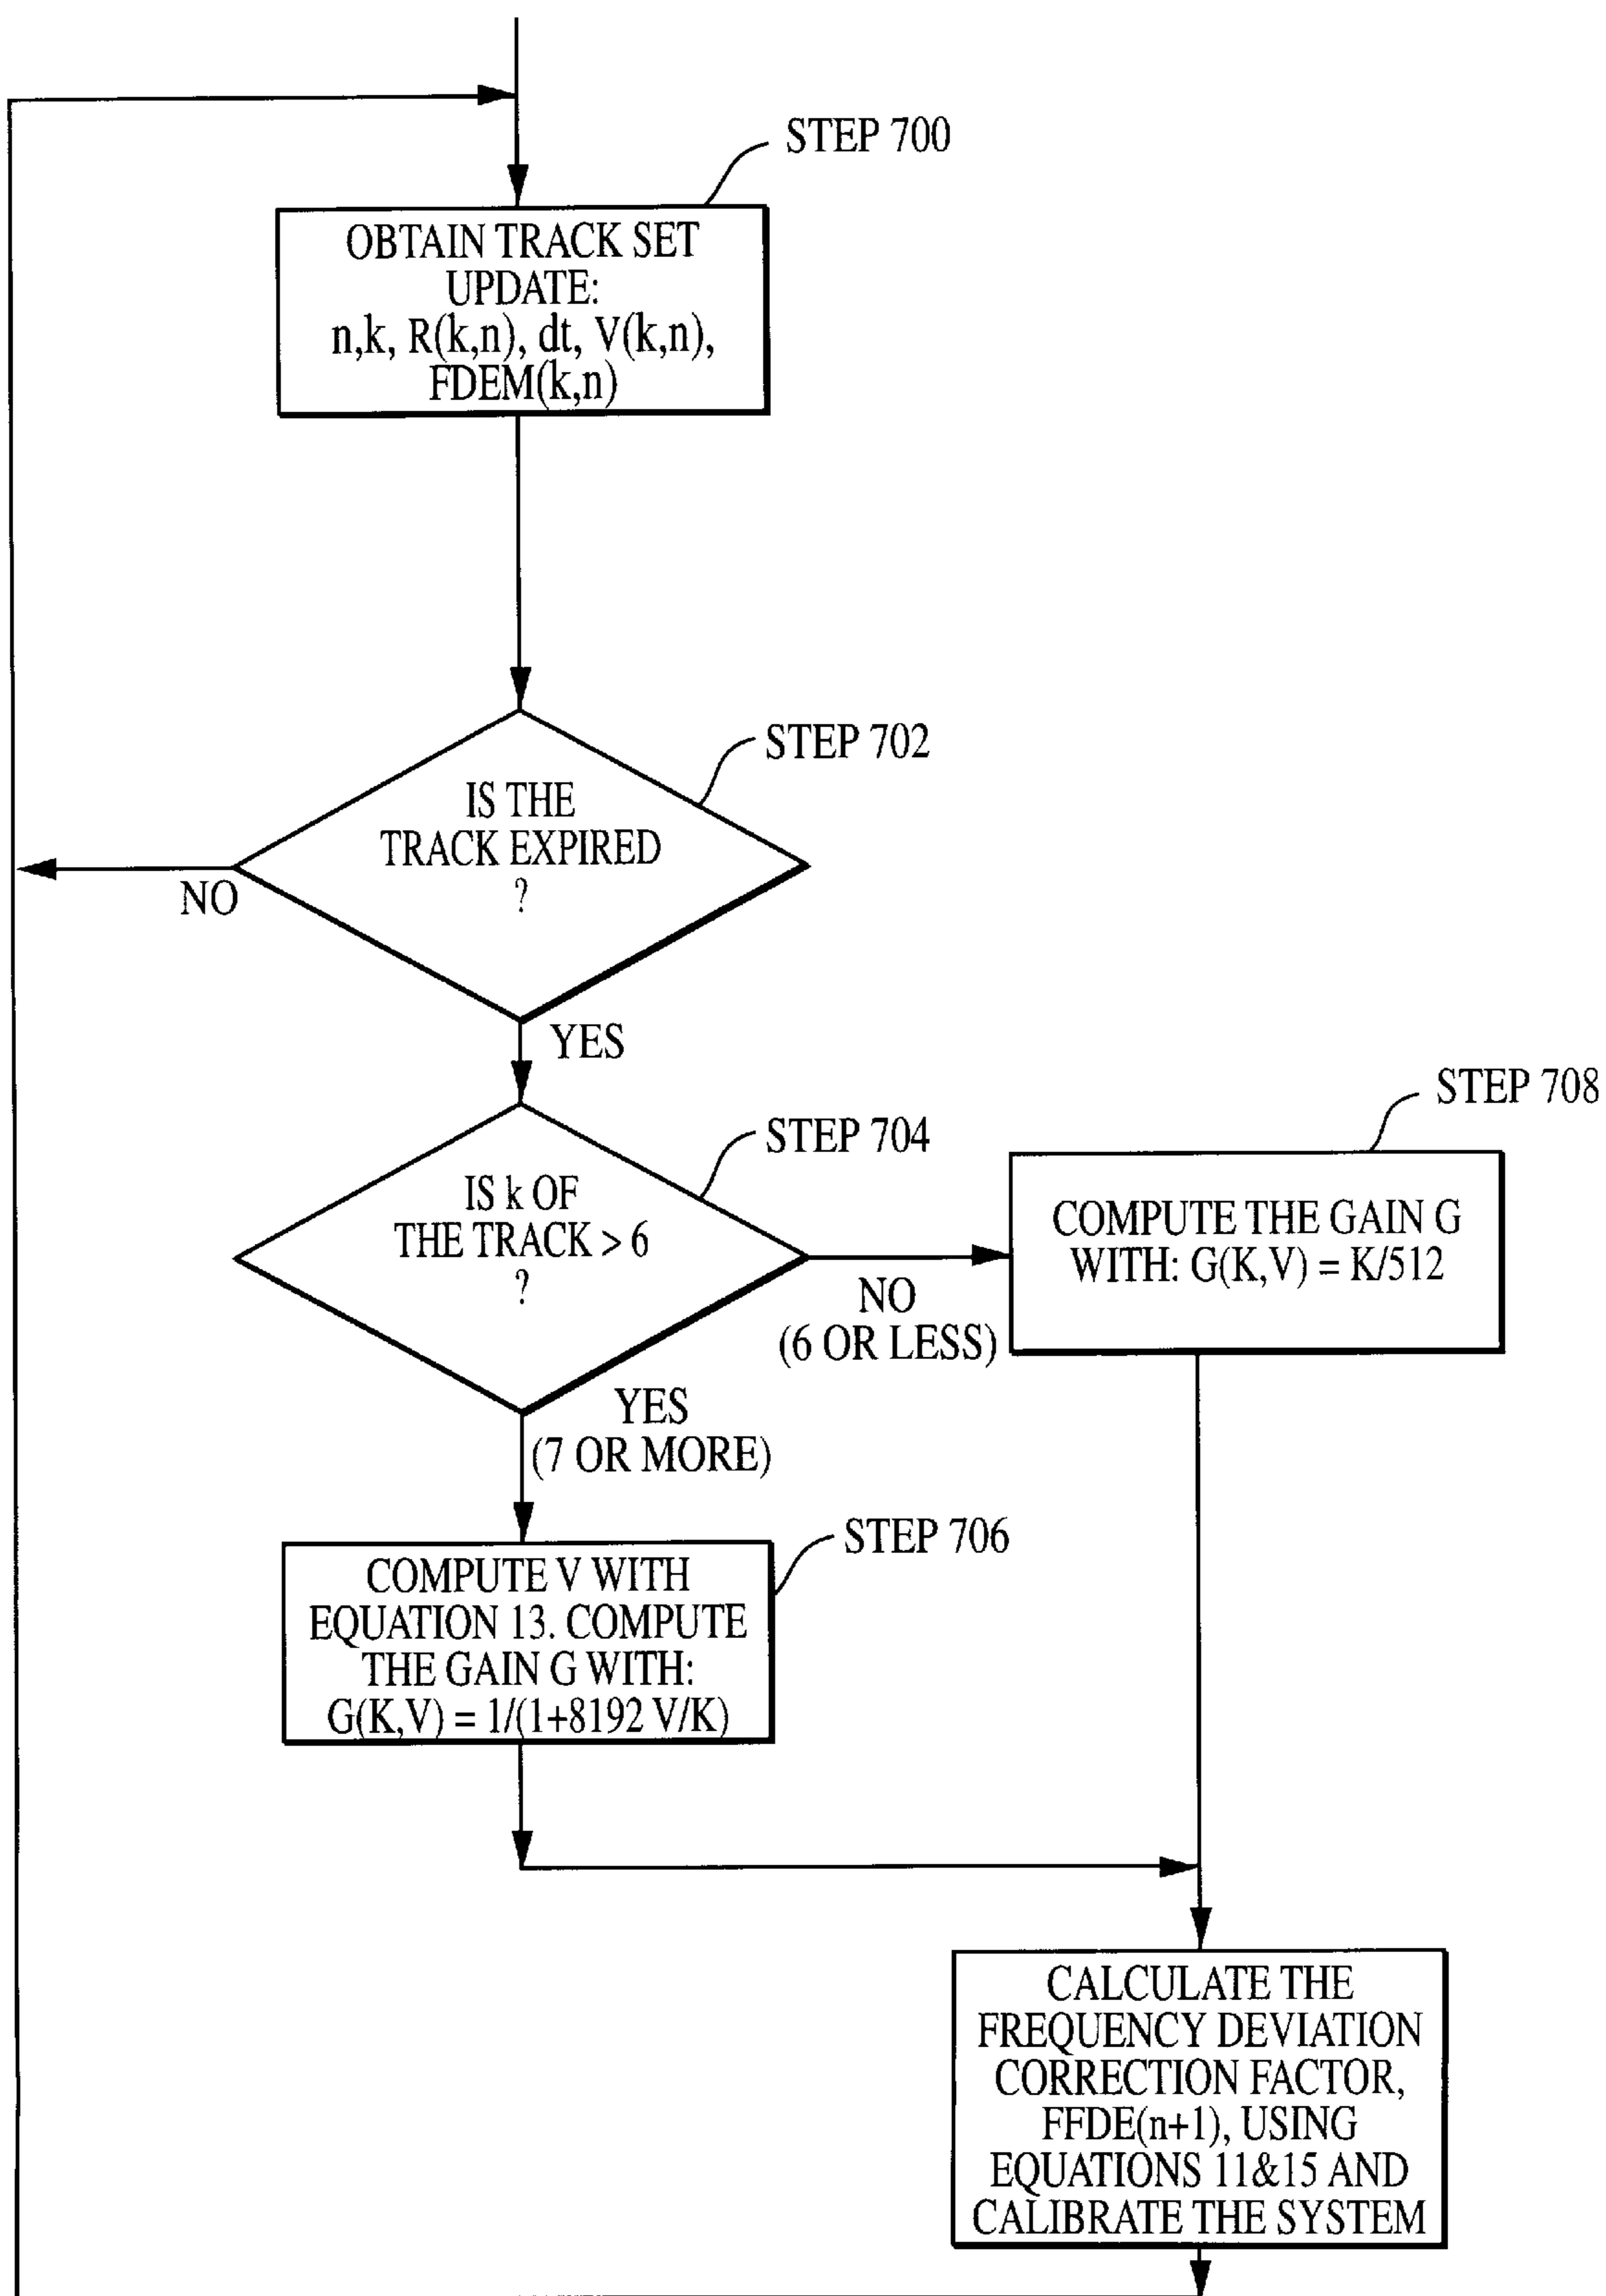 STEP 700
OBTAIN TRACK SET
UPDATE:
n,k, R(k,n), dt, V(k,n),
FDEM(k,n)
STEP 702
IS THE
TRACK EXPIRED
?
NO
YES
STEP 704
IS k OF
THE TRACK > 6
?
NO
(6 OR LESS)
STEP 708
COMPUTE THE GAIN G
WITH: G(K,V) = K/512
YES
(7 OR MORE)
STEP 706
COMPUTE V WITH
EQUATION 13. COMPUTE
THE GAIN G WITH:
G(K,V) = 1/(1+8192 V/K)
CALCULATE THE
FREQUENCY DEVIATION
CORRECTION FACTOR,
FFDE(n+1), USING
EQUATIONS 11&15 AND
CALIBRATE THE SYSTEM